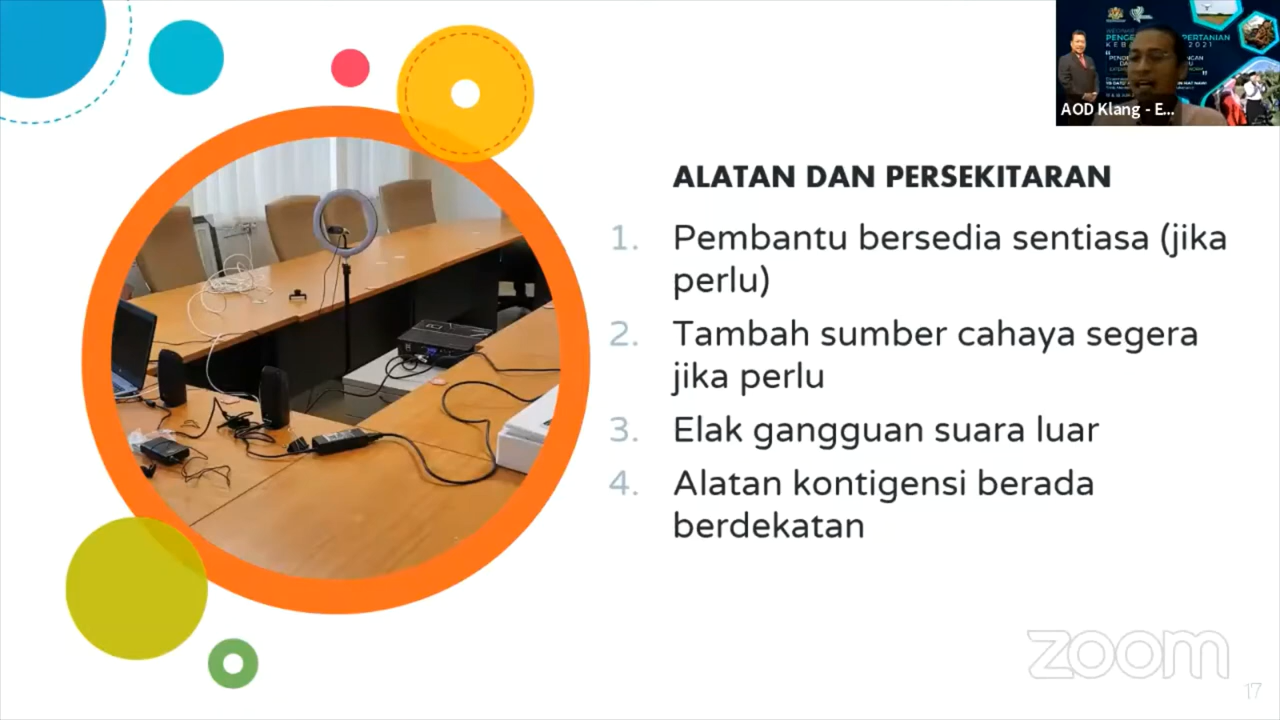 PERTANIAN
AOD Klang - E...
ALATAN DAN PERSEKITARAN
1. Pembantu bersedia sentiasa (jika
perlu)
2. Tambah sumber cahaya segera
jika perlu
3. Elak gangguan suara luar
4. Alatan kontigensi berada
berdekatan
zoom
17